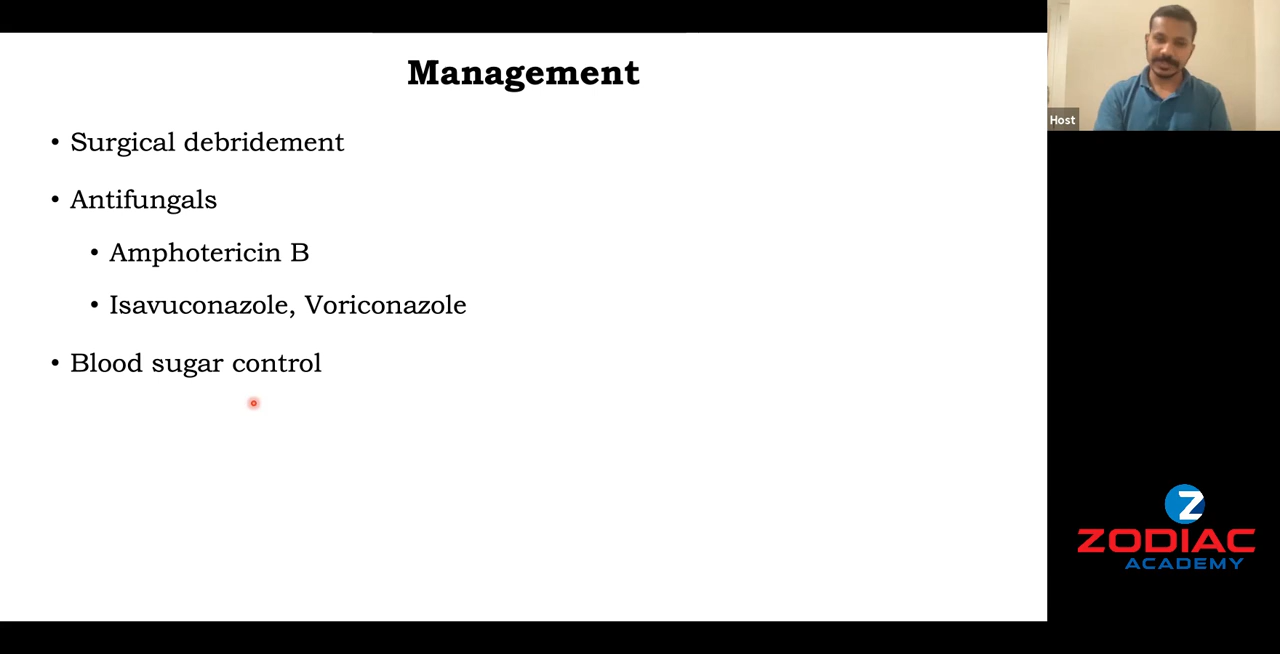 Management
• Surgical debridement
• Antifungals
• Amphotericin B
• Isavuconazole, Voriconazole
• Blood sugar control
Host
Z
ZODIAC
ACADEMY